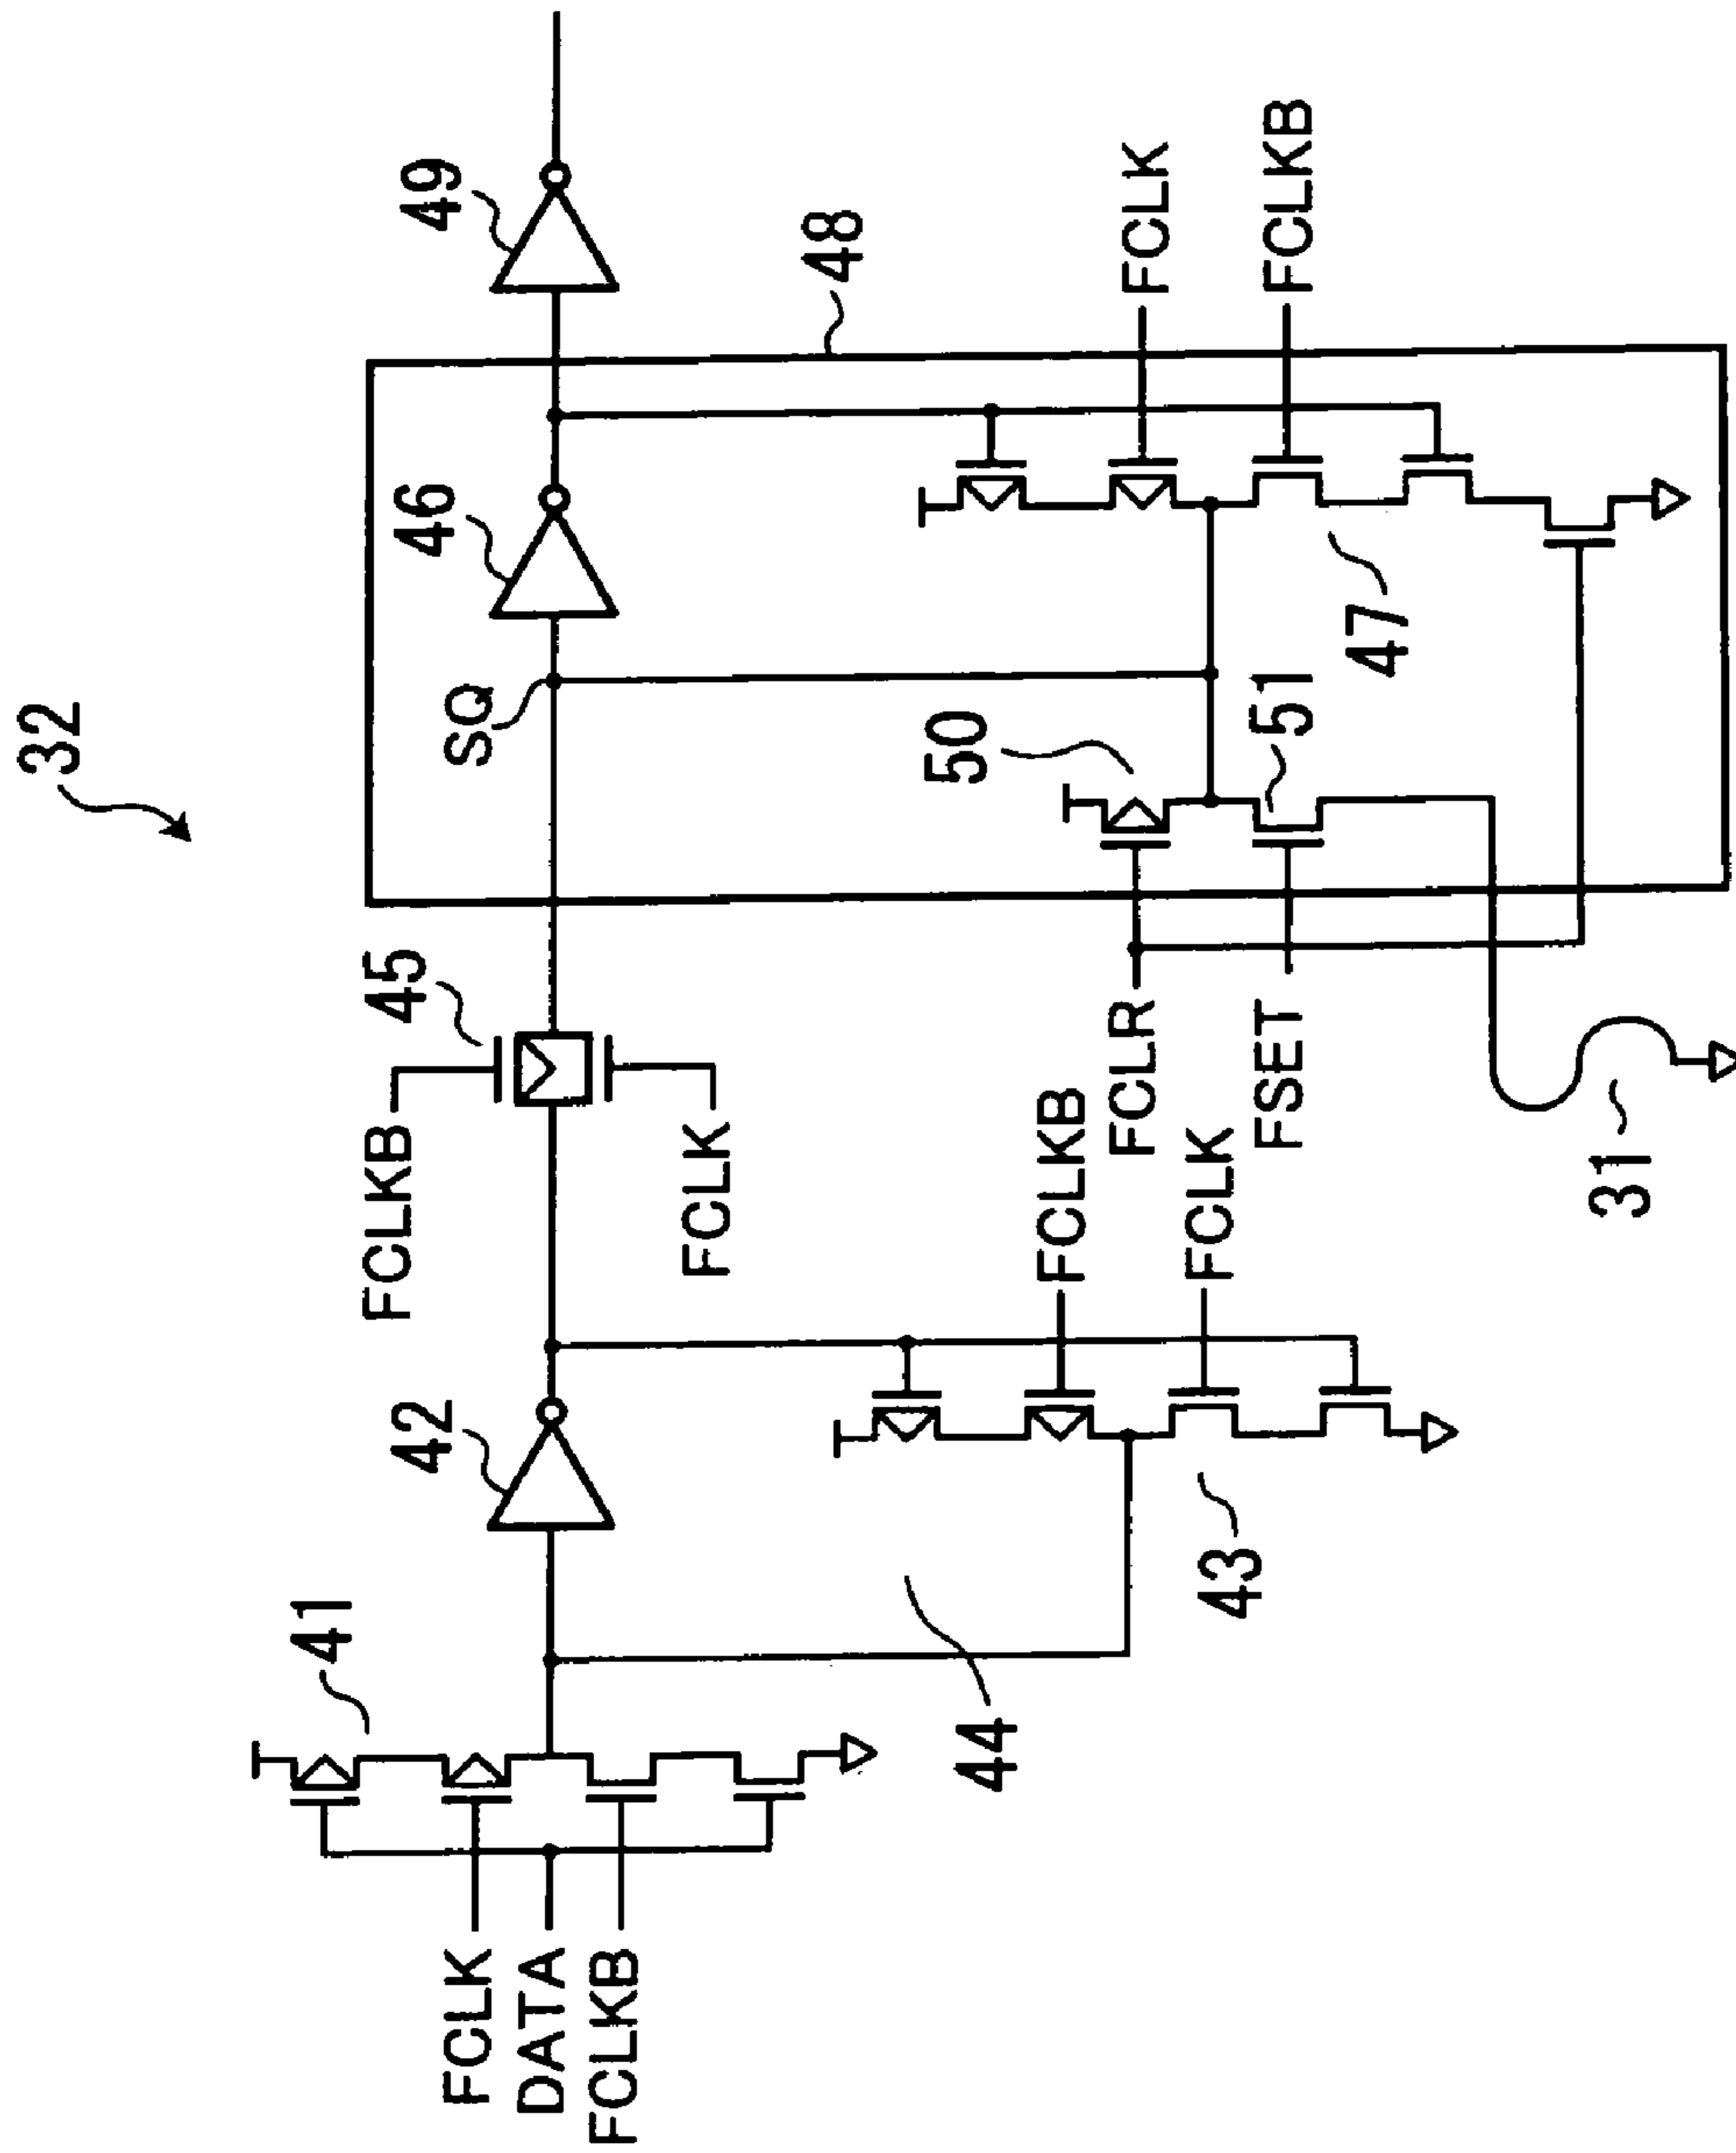 32
FCLK
DATA
FCLKB
41
44
42
43
FCLKB
FCLK
FCLKB
45
FCLK
FCLR
FSET
31
SQ
50
51
46
47
48
49
FCLK
FCLKB